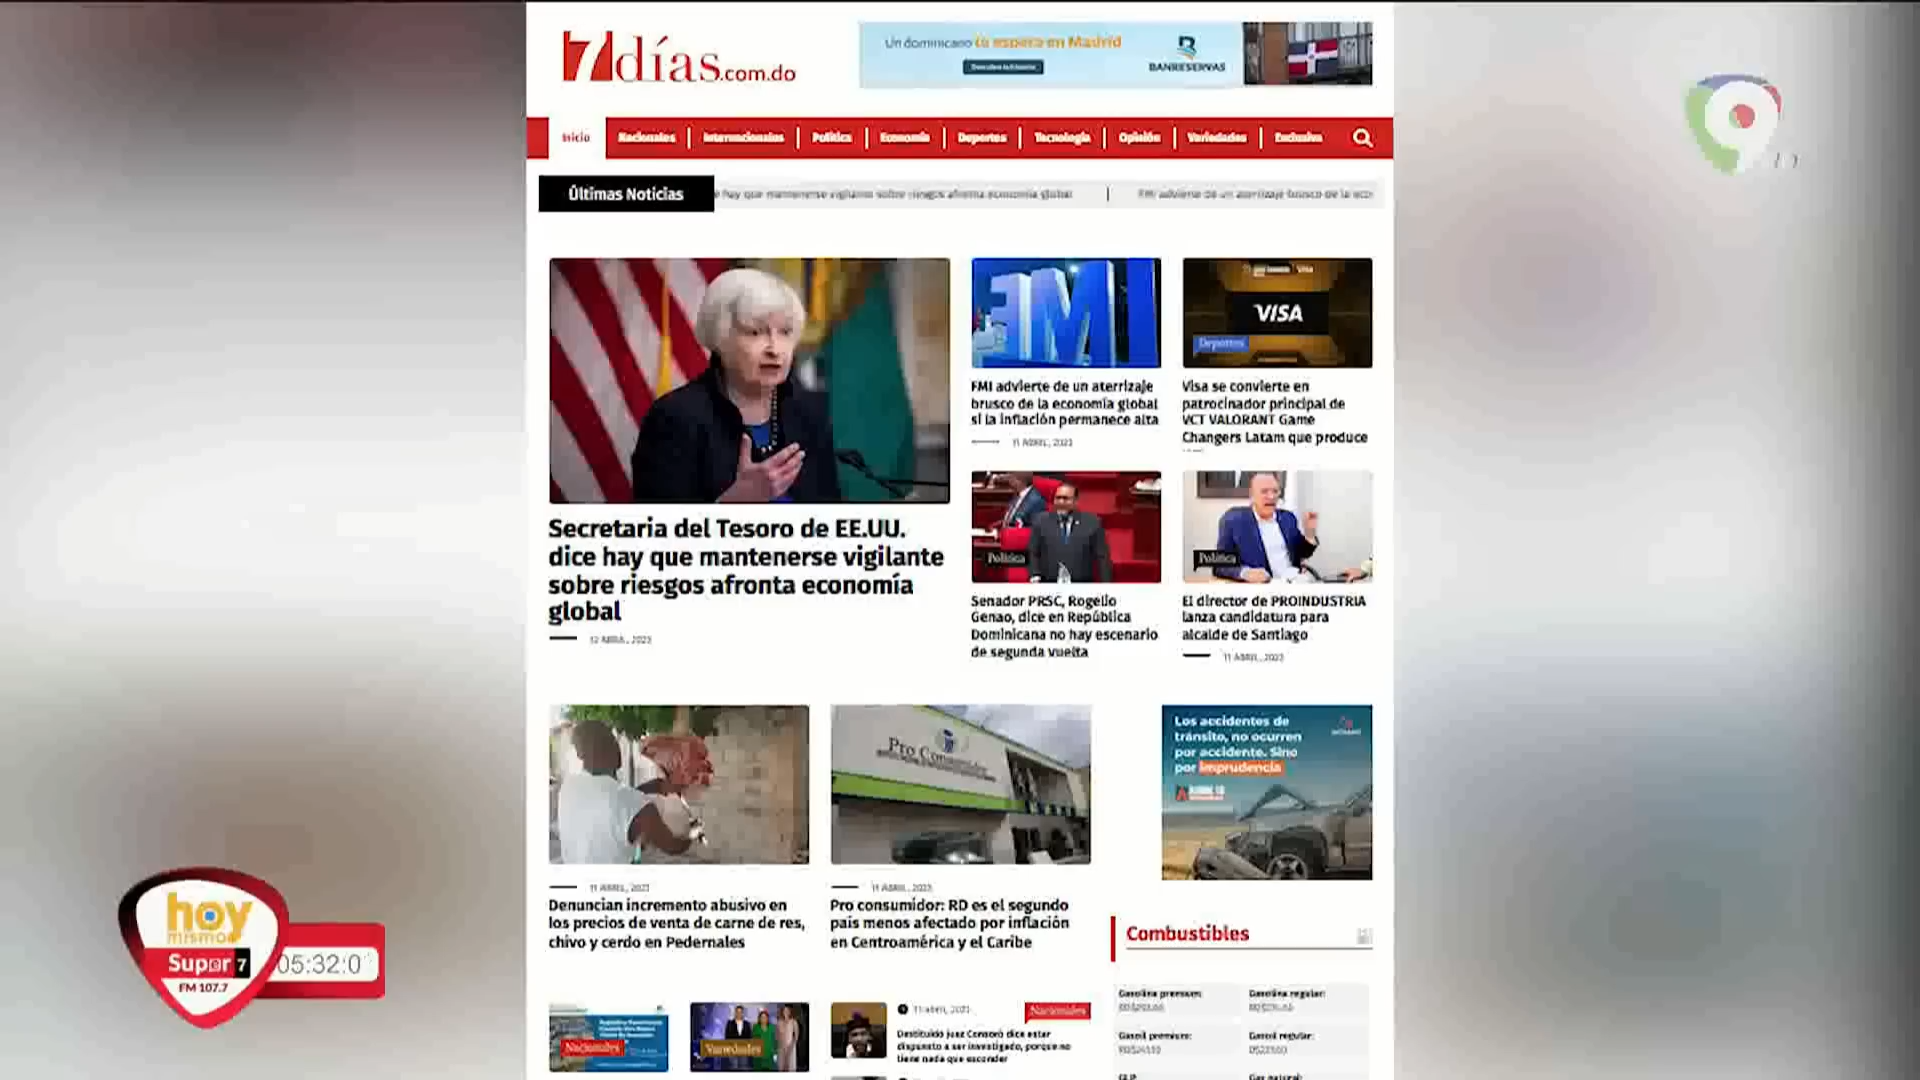 7días.com.do
Un dominicano te espera en Madrid
BANRESERVAS
Inicio
Nacionales
Internacionales
Política
Economía
Deportes
Tecnología
Opinión
Variedades
Exclusiva
Últimas Noticias
hay que mantenerse vigilante sobre riesgos afronta economía global
FMI advierte de un aterrizaje brusco de la eco
FMI
VISA
Deportes
FMI advierte de un aterrizaje
brusco de la economía global
si la inflación permanece alta
11 ABRIL, 2023
Visa se convierte en
patrocinador principal de
VCT VALORANT Game
Changers Latam que produce
Secretaria del Tesoro de EE.UU.
dice hay que mantenerse vigilante
sobre riesgos afronta economía
global
12 ABRIL, 2023
Política
Política
Senador PRSC, Rogelio
Genao, dice en República
Dominicana no hay escenario
de segunda vuelta
El director de PROINDUSTRIA
lanza candidatura para
alcalde de Santiago
11 ABRIL, 2023
Pro Consumidor
Los accidentes de
tránsito, no ocurren
por accidente. Sino
por imprudencia
11 ABRIL, 2023
Denuncian incremento abusivo en
los precios de venta de carne de res,
chivo y cerdo en Pedernales
11 ABRIL, 2023
Pro consumidor: RD es el segundo
país menos afectado por inflación
en Centroamérica y el Caribe
Combustibles
Gasolina premium:
Gasolina regular:
Gasoil premium:
Gasoil regular:
GLP
Gas natural:
Nacionales
Variedades
11 abril, 2023
Nacionales
Destituido juez Consoró dice estar
dispuesto a ser investigado, porque no
tiene nada que esconder
hoy
mismo
Super 7
FM 107.7
05:32:0